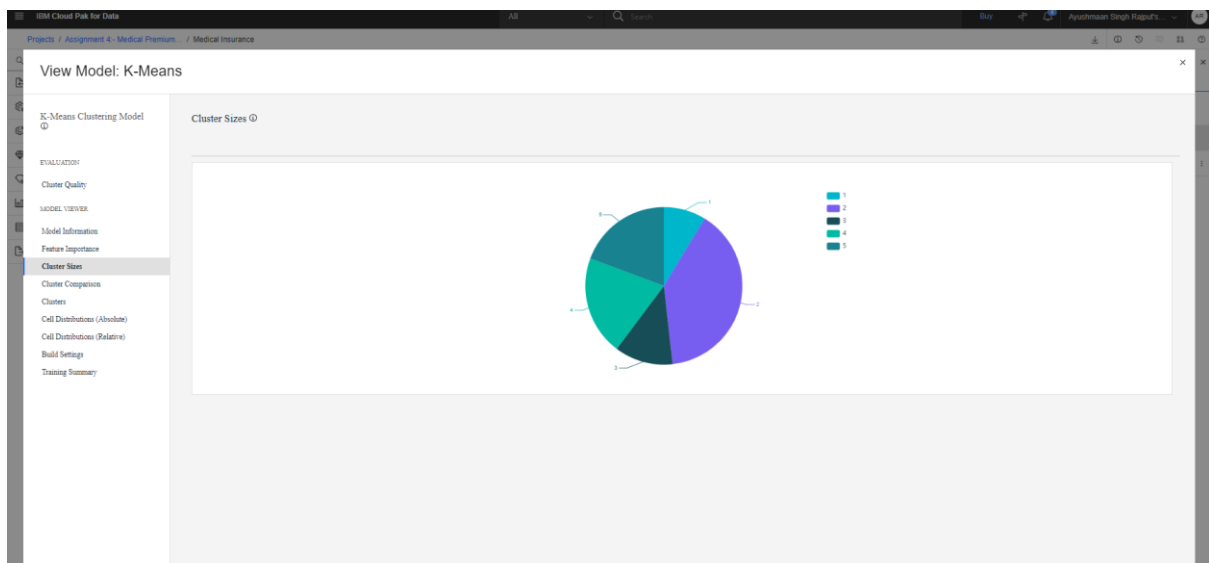 IBM Cloud Pak for Data
All
Search
Buy
Ayushmaan Singh Rajput's...
AR
Projects / Assignment 4 - Medical Premium... / Medical Insurance
View Model: K-Means
K-Means Clustering Model
Cluster Sizes
EVALUATION
Cluster Quality
MODEL VIEWER
Model Information
Feature Importance
Cluster Sizes
Cluster Comparison
Clusters
Cell Distributions (Absolute)
Cell Distributions (Relative)
Build Settings
Training Summary
1
2
3
4
5
1
2
3
4
5